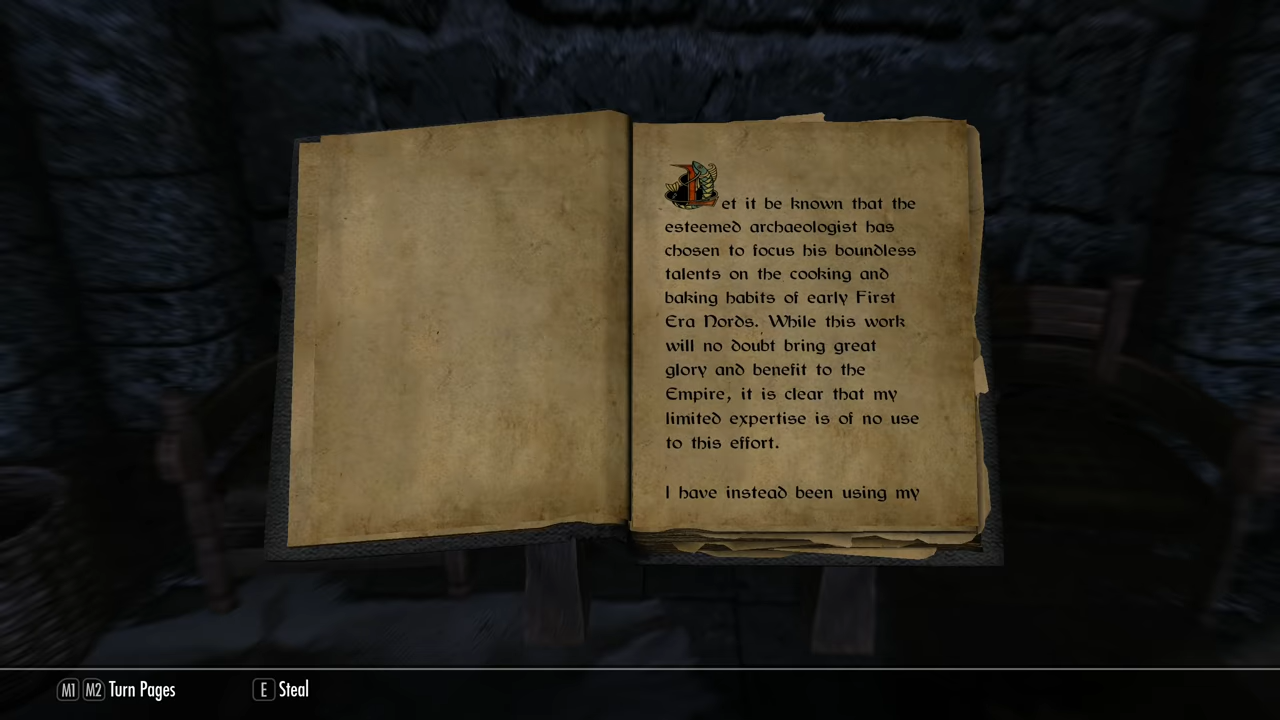 Let it be known that the
esteemed archaeologist has
chosen to focus his boundless
talents on the cooking and
baking habits of early First
Era Nords. While this work
will no doubt bring great
glory and benefit to the
Empire, it is clear that my
limited expertise is of no use
to this effort.
I have instead been using my
M1 M2 Turn Pages
E Steal